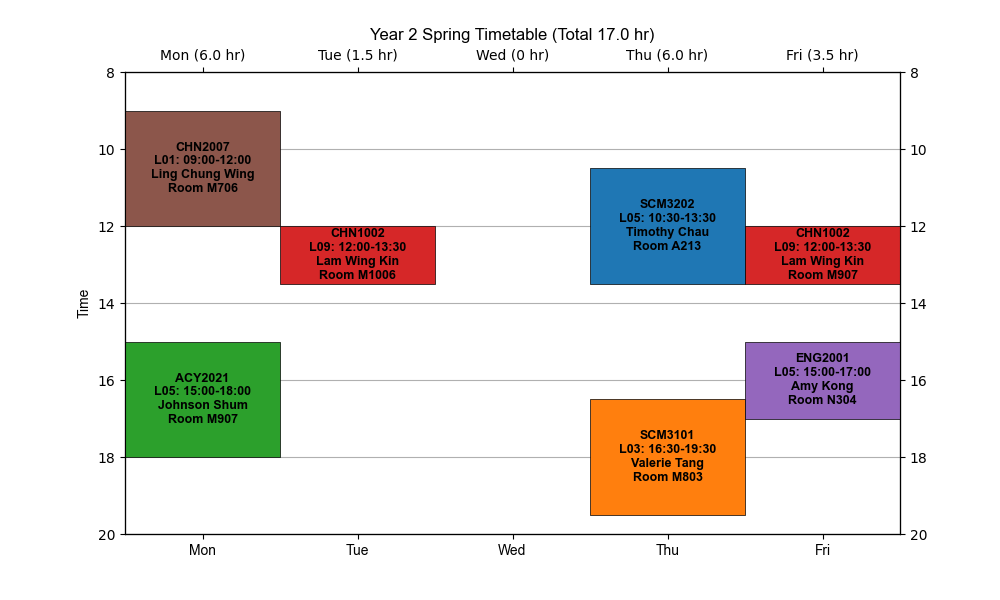 Year 2 Spring Timetable (Total 17.0 hr)
Mon (6.0 hr) Tue (1.5 hr) Wed (0 hr) Thu (6.0 hr) Fri (3.5 hr)
8 8
CHN2007
L01: 09:00-12:00
Ling Chung Wing
Room M706
10 10
SCM3202
L05: 10:30-13:30
Timothy Chau
Room A213
12 12
CHN1002
L09: 12:00-13:30
Lam Wing Kin
Room M1006
CHN1002
L09: 12:00-13:30
Lam Wing Kin
Room M907
Time
14 14
ACY2021
L05: 15:00-18:00
Johnson Shum
Room M907
ENG2001
L05: 15:00-17:00
Amy Kong
Room N304
16 16
SCM3101
L03: 16:30-19:30
Valerie Tang
Room M803
18 18
20 20
Mon Tue Wed Thu Fri